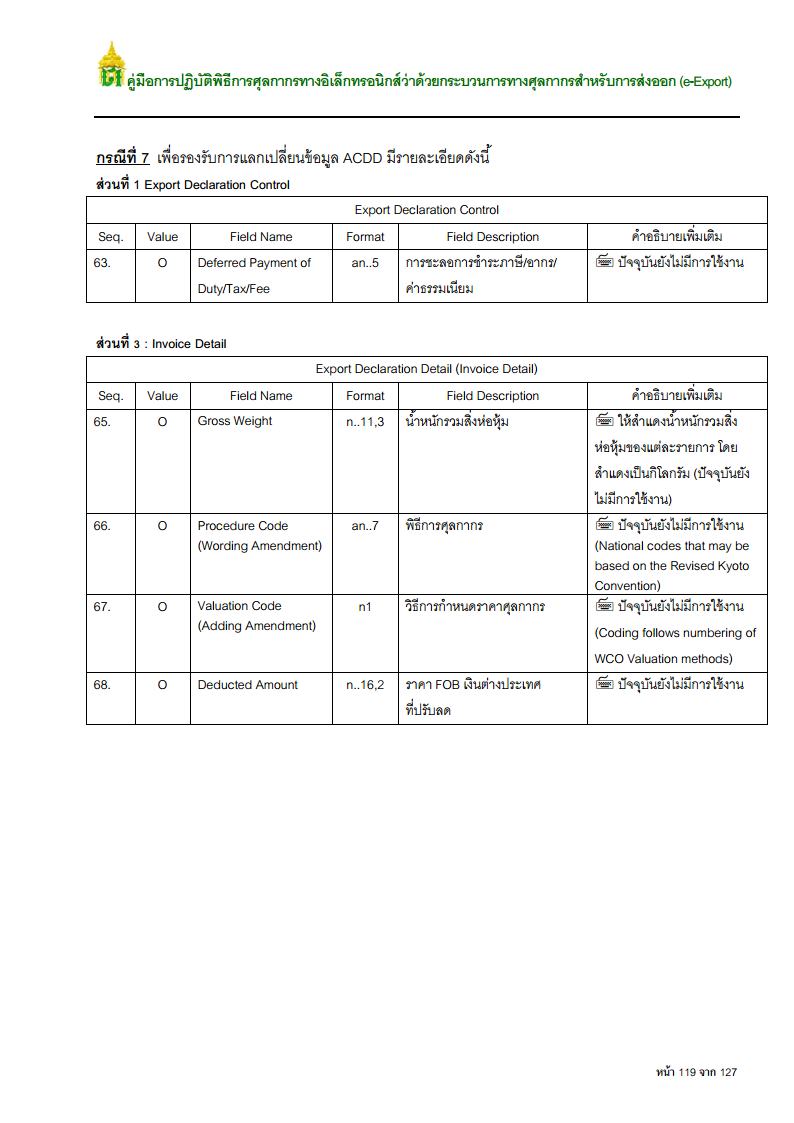 คู่มือการปฏิบัติพิธีการศุลกากรทางอิเล็กทรอนิกส์ว่าด้วยกระบวนการทางศุลกากรสำหรับการส่งออก (e-Export)
กรณีที่ 7 เพื่อรองรับการแลกเปลี่ยนข้อมูล ACDD มีรายละเอียดดังนี้
ส่วนที่ 1 Export Declaration Control
Export Declaration Control
Seq. Value Field Name Format Field Description คำอธิบายเพิ่มเติม
63. O Deferred Payment of an..5 การชะลอการชำระภาษี/อากร/ ปัจจุบันยังไม่มีการใช้งาน
Duty/Tax/Fee ค่าธรรมเนียม
ส่วนที่ 3 : Invoice Detail
Export Declaration Detail (Invoice Detail)
Seq. Value Field Name Format Field Description คำอธิบายเพิ่มเติม
65. O Gross Weight n..11,3 น้ำหนักรวมสิ่งห่อหุ้ม ให้สำแดงน้ำหนักรวมสิ่ง
ห่อหุ้มของแต่ละรายการ โดย
สำแดงเป็นกิโลกรัม (ปัจจุบันยัง
ไม่มีการใช้งาน)
66. O Procedure Code an..7 พิธีการศุลกากร ปัจจุบันยังไม่มีการใช้งาน
(Wording Amendment) (National codes that may be
based on the Revised Kyoto
Convention)
67. O Valuation Code n1 วิธีการกำหนดราคาศุลกากร ปัจจุบันยังไม่มีการใช้งาน
(Adding Amendment) (Coding follows numbering of
WCO Valuation methods)
68. O Deducted Amount n..16,2 ราคา FOB เงินต่างประเทศ ปัจจุบันยังไม่มีการใช้งาน
ที่ปรับลด
หน้า 119 จาก 127